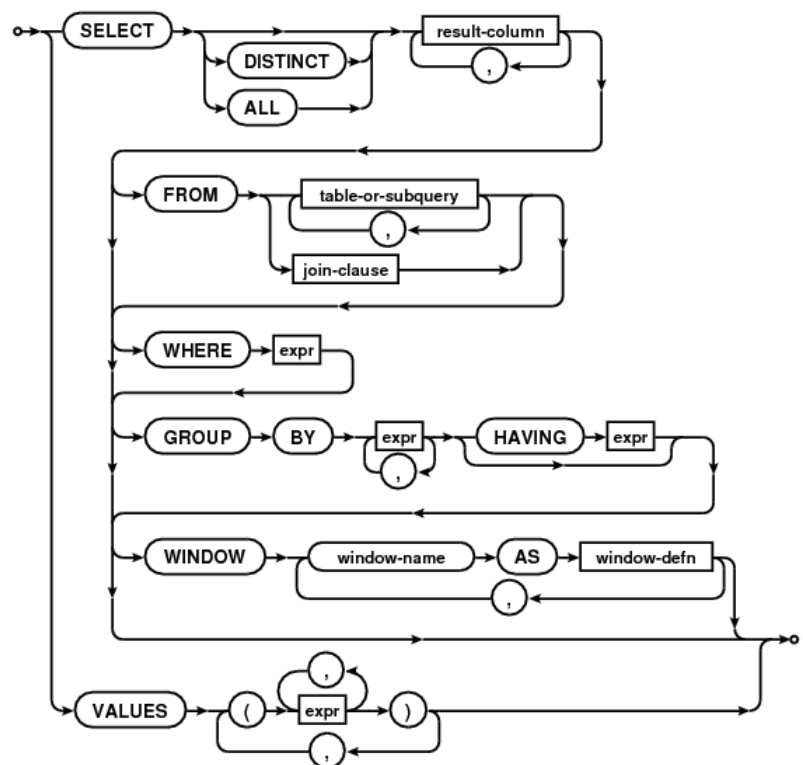 SELECT result-column
DISTINCT ,
ALL
FROM table-or-subquery
,
join-clause
WHERE expr
GROUP BY expr HAVING expr
,
WINDOW window-name AS window-defn
,
,
VALUES ( expr )
,